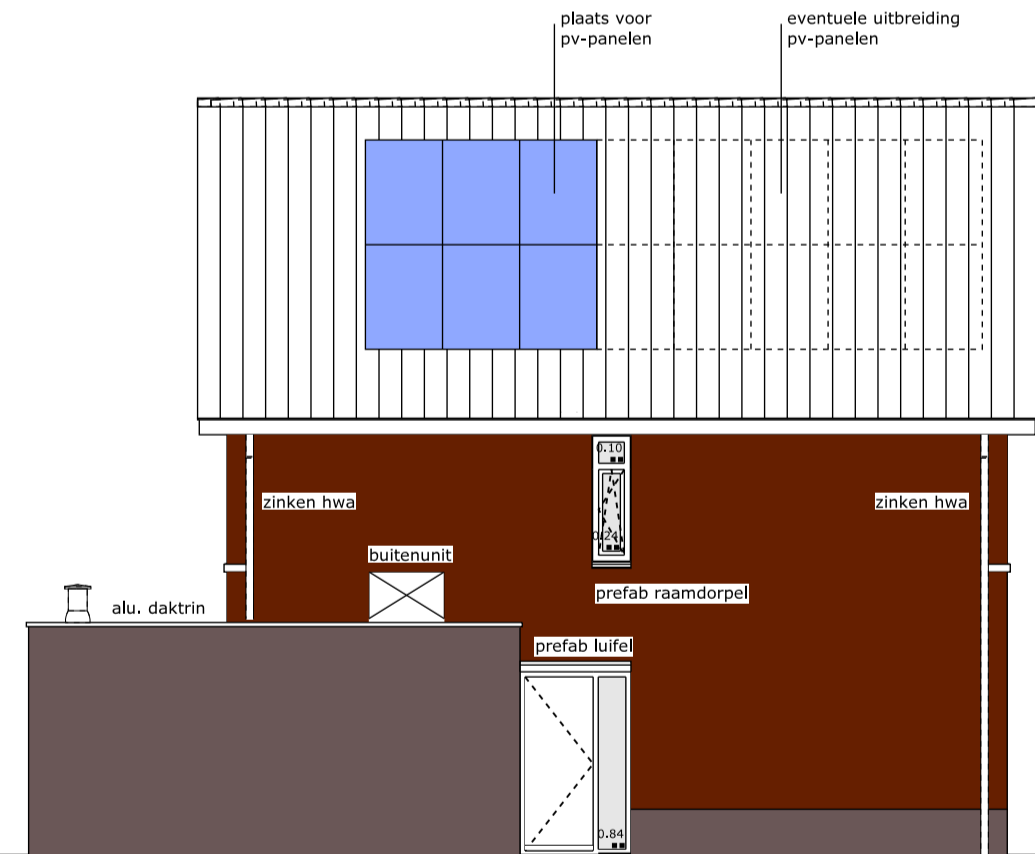 plaats voor
pv-panelen
eventuele uitbreiding
pv-panelen
0.10
zinken hwa
zinken hwa
0.24
buitenunit
prefab raamdorpel
alu. daktrin
prefab luifel
0.84